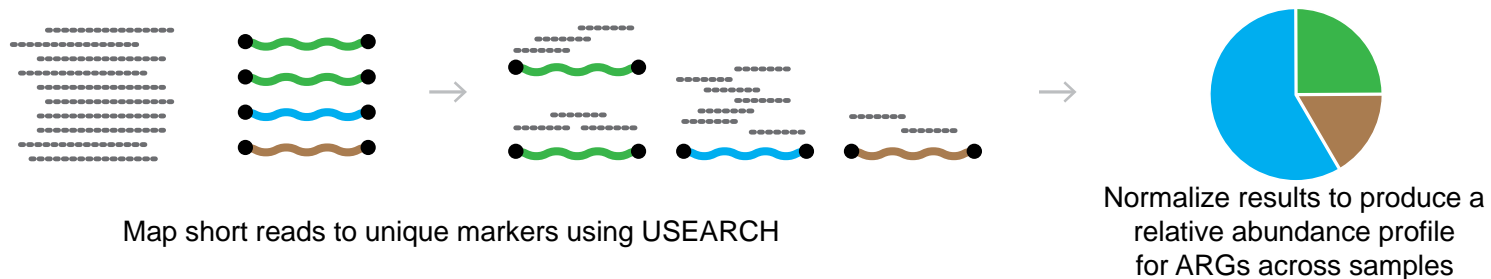 Map short reads to unique markers using USEARCH
Normalize results to produce a
relative abundance profile
for ARGs across samples